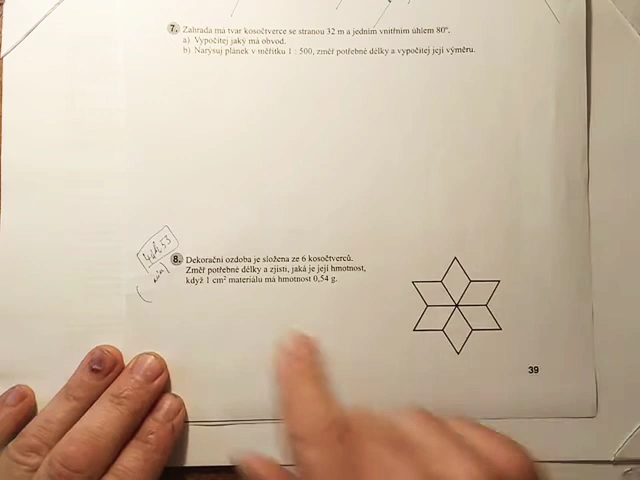 7. Zahrada má tvar kosočtverce se stranou 32 m a jedním vnitřním úhlem 80°.
a) Vypočítej jaký má obvod.
b) Narýsuj plánek v měřítku 1 : 500, změř potřebné délky a vypočítej její výměru.
8. Dekorační ozdoba je složena ze 6 kosočtverců.
Změř potřebné délky a zjisti, jaká je její hmotnost,
když 1 cm² materiálu má hmotnost 0,54 g.
39